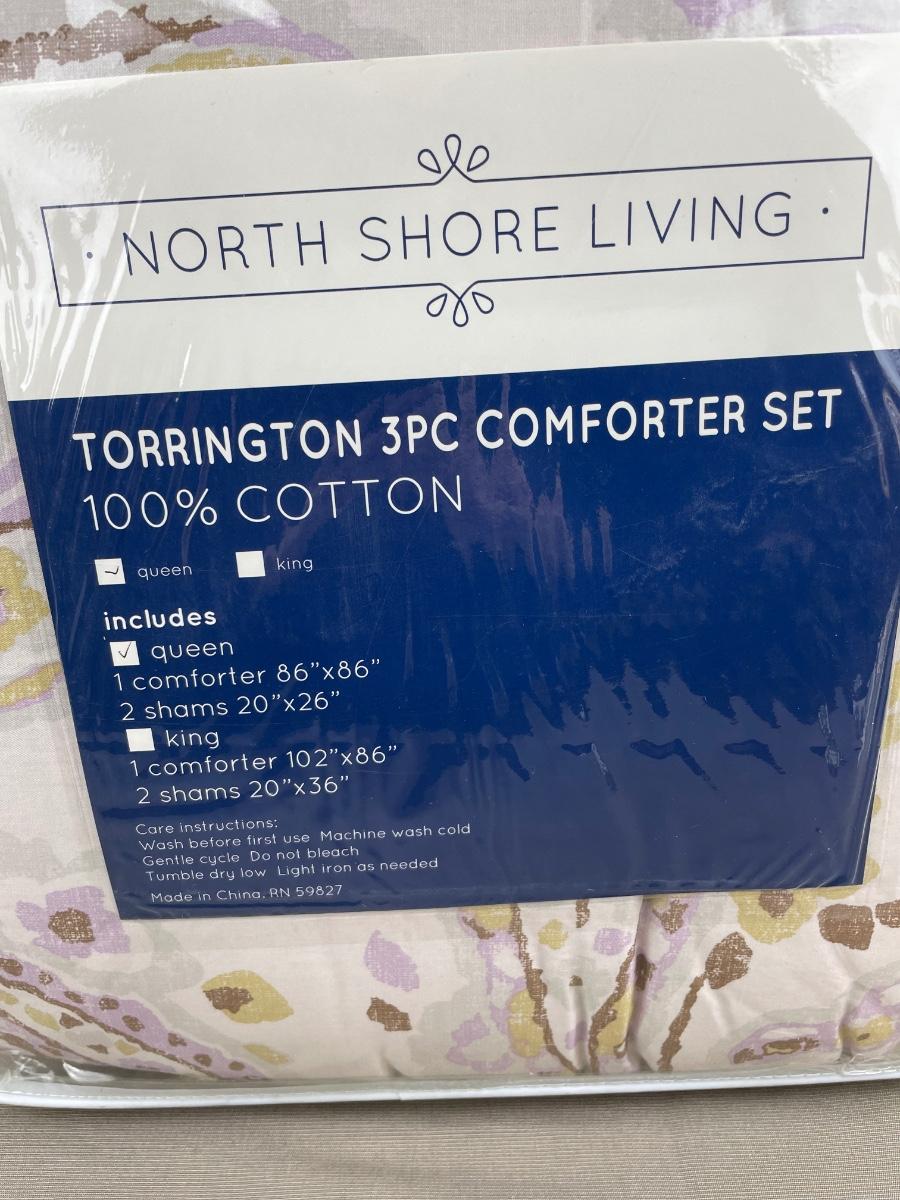 · NORTH SHORE LIVING ·
TORRINGTON 3PC COMFORTER SET
100% COTTON
queen king
includes
queen
1 comforter 86”x86”
2 shams 20”x26”
king
1 comforter 102”x86”
2 shams 20”x36”
Care instructions:
Wash before first use Machine wash cold
Gentle cycle Do not bleach
Tumble dry low Light iron as needed
Made in China, RN 59827